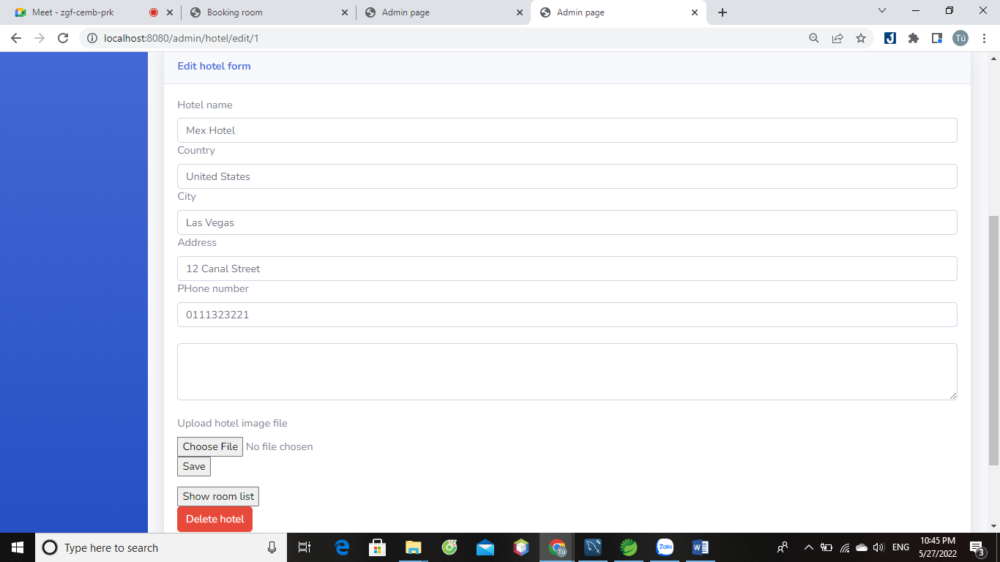 Meet - zgf-cemb-prk
Booking room
Admin page
Admin page
localhost:8080/admin/hotel/edit/1
Tú
Edit hotel form
Hotel name
Mex Hotel
Country
United States
City
Las Vegas
Address
12 Canal Street
PHone number
0111323221
Upload hotel image file
Choose File No file chosen
Save
Show room list
Delete hotel
Type here to search
Tú
Zalo
ENG
10:45 PM
5/27/2022
3